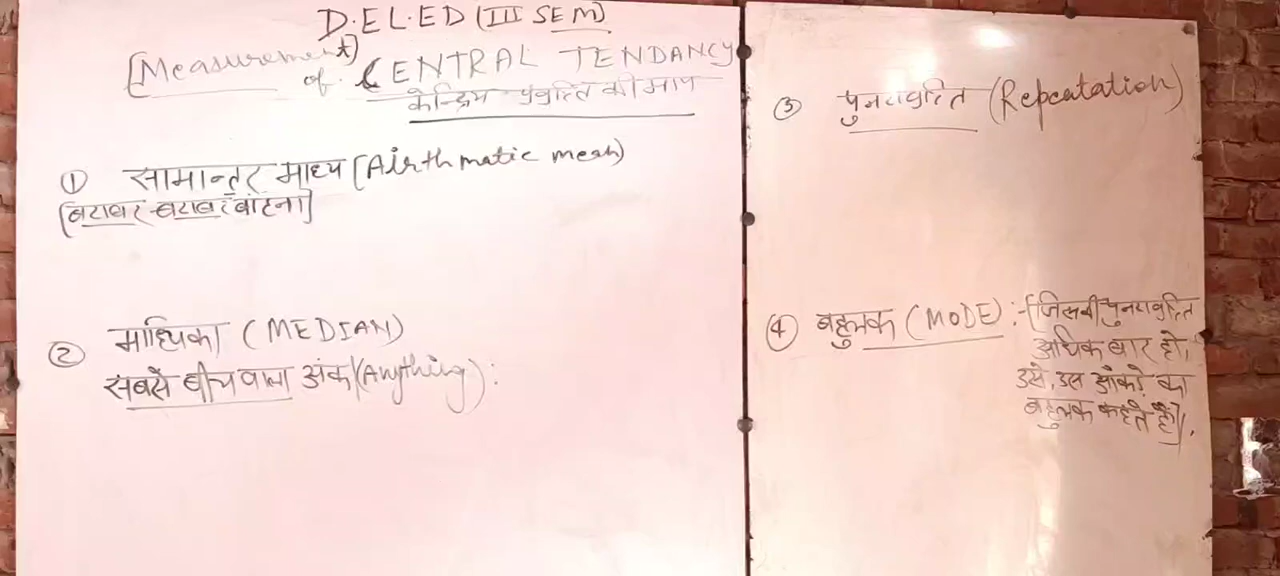 D.EL.ED (III SEM)
[Measurement)
of CENTRAL TENDANCY
केन्द्रिय प्रवृत्ति की माप
① सामान्तर माध्य (Airthmatic mean)
[बराबर-बराबर बांटना]
② माध्यिका (MEDIAN)
सबसे बीच वाला अंक (Anything):
③ पुनरावृत्ति (Repeatation)
④ बहुलक (MODE):- [जिसकी पुनरावृत्ति
अधिक बार हो,
उसे, उस आंकड़े का
बहुलक कहते हैं],